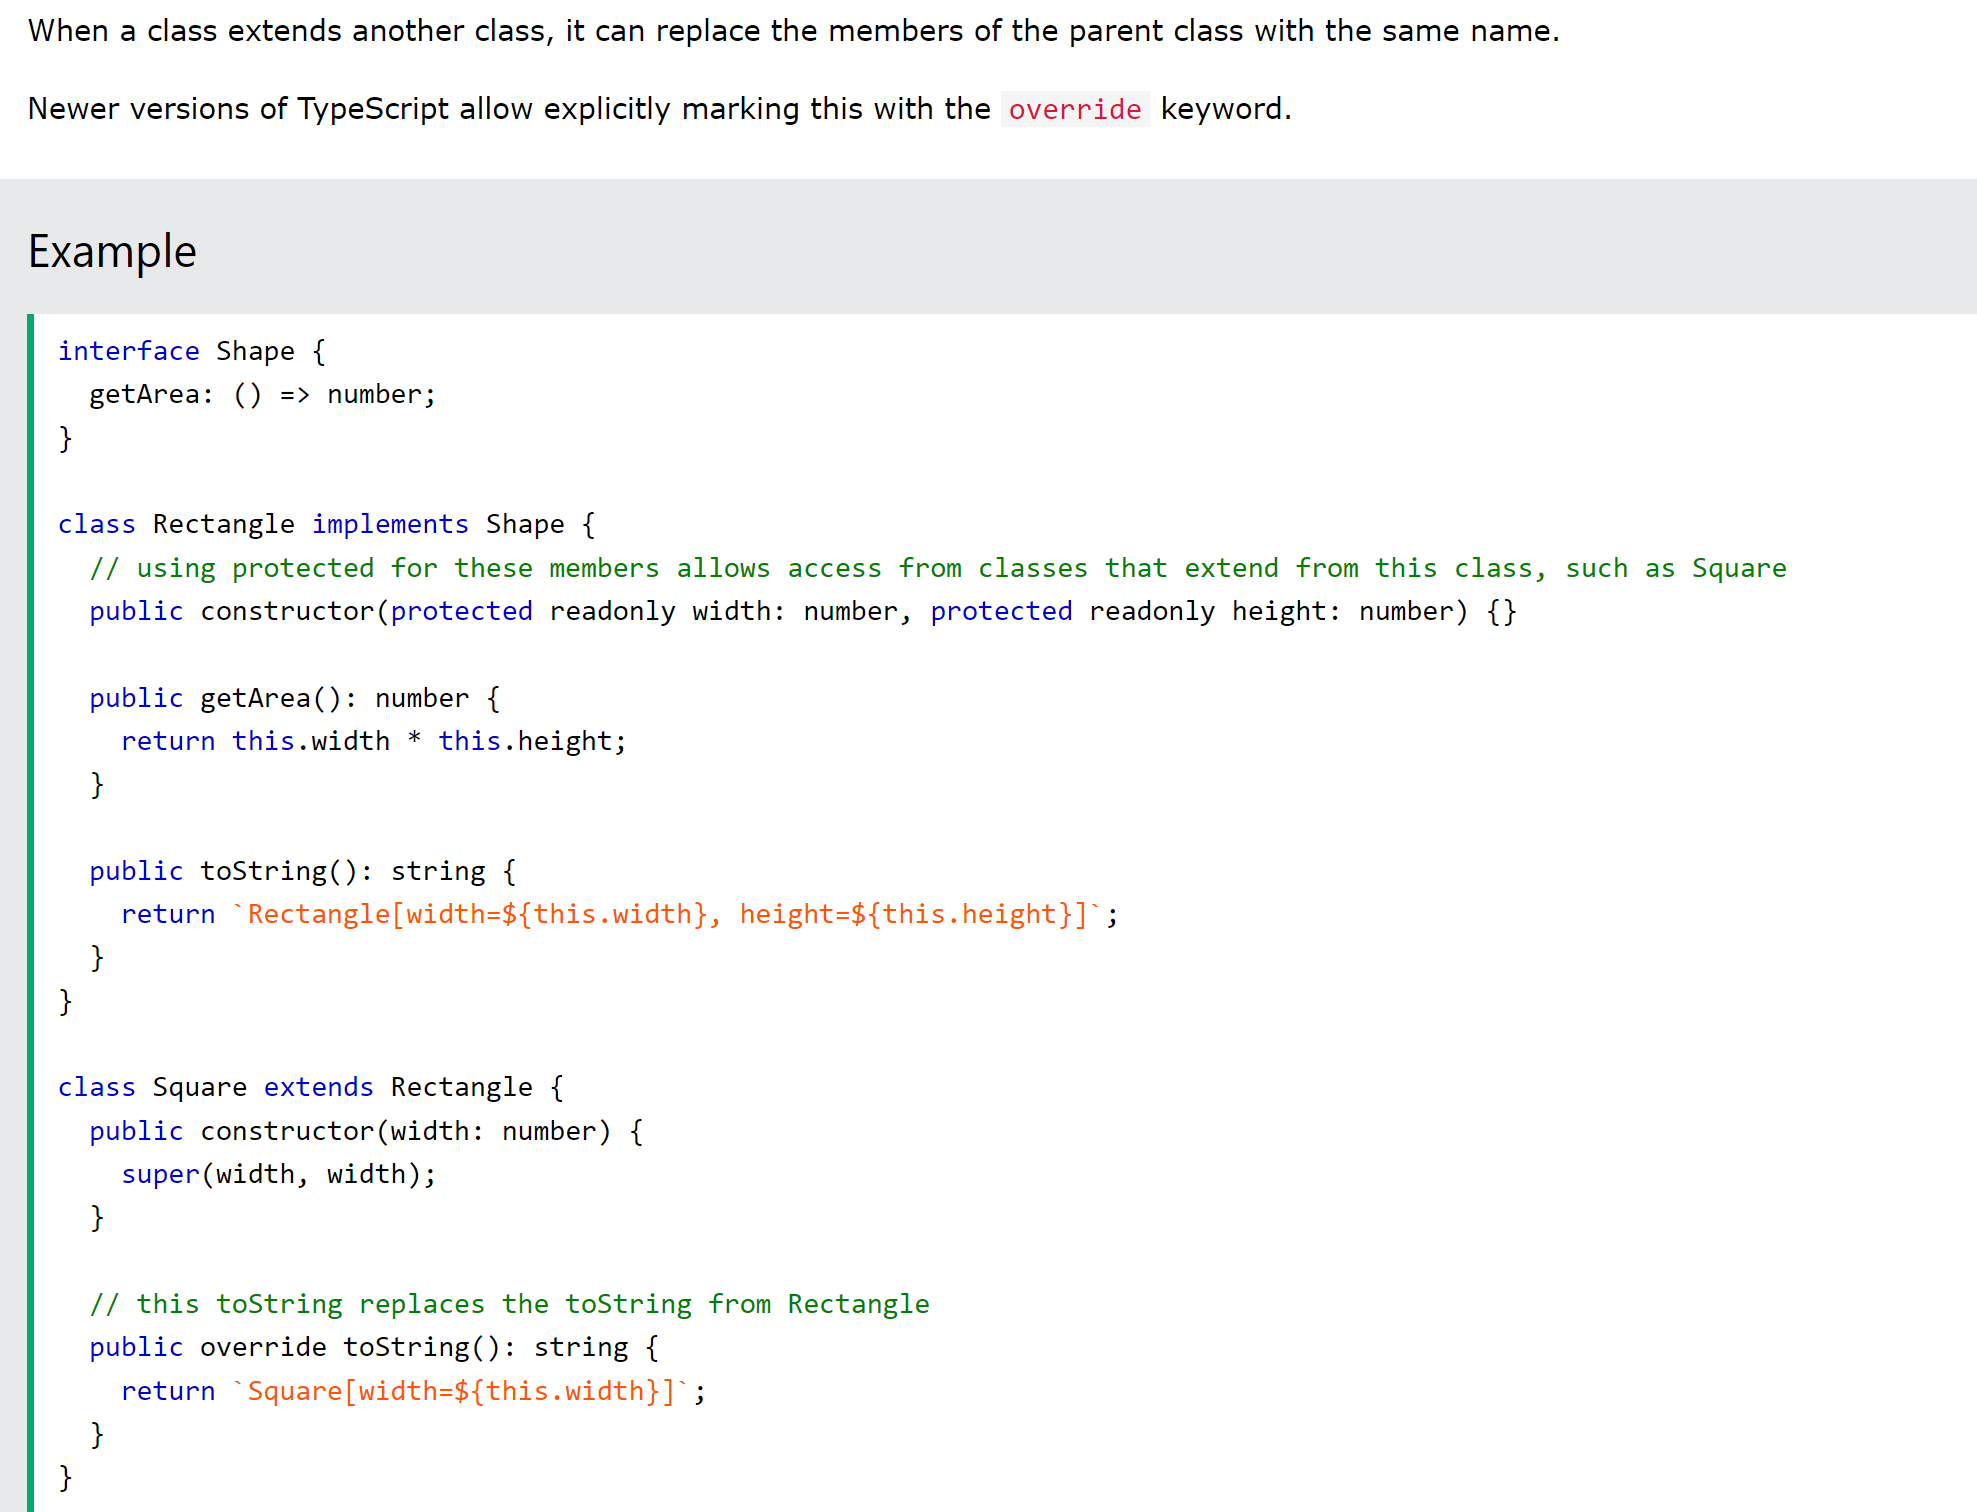 When a class extends another class, it can replace the members of the parent class with the same name.
Newer versions of TypeScript allow explicitly marking this with the override keyword.
Example
interface Shape {
  getArea: () => number;
}

class Rectangle implements Shape {
  // using protected for these members allows access from classes that extend from this class, such as Square
  public constructor(protected readonly width: number, protected readonly height: number) {}

  public getArea(): number {
    return this.width * this.height;
  }

  public toString(): string {
    return `Rectangle[width=${this.width}, height=${this.height}]`;
  }
}

class Square extends Rectangle {
  public constructor(width: number) {
    super(width, width);
  }

  // this toString replaces the toString from Rectangle
  public override toString(): string {
    return `Square[width=${this.width}]`;
  }
}